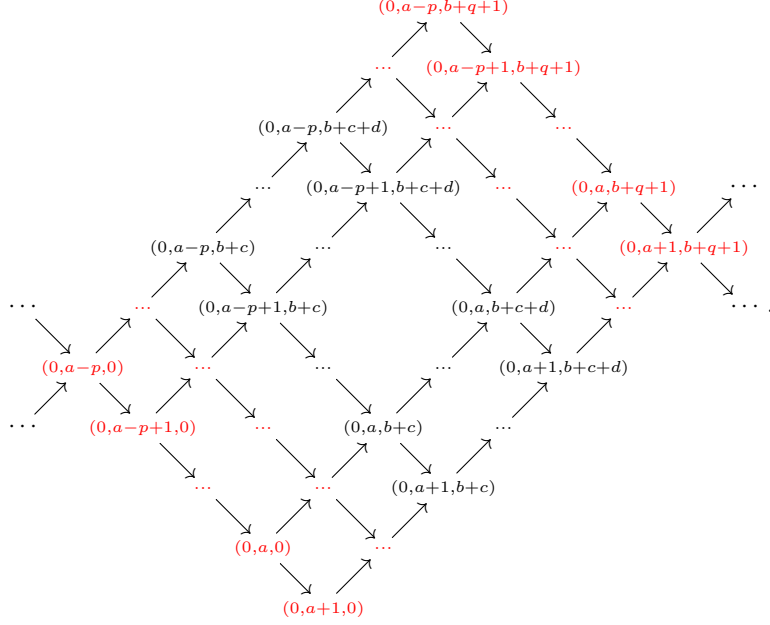 (0,a−p,b+q+1)
... (0,a−p+1,b+q+1)
(0,a−p,b+c+d) ... ...
... (0,a−p+1,b+c+d) ... (0,a,b+q+1) ...
(0,a−p,b+c) ... ... ... (0,a+1,b+q+1)
... ... (0,a−p+1,b+c) (0,a,b+c+d) ... ... .
(0,a−p,0) ... ... ... (0,a+1,b+c+d)
... (0,a−p+1,0) ... (0,a,b+c) ...
... ... (0,a+1,b+c)
(0,a,0) ...
(0,a+1,0)